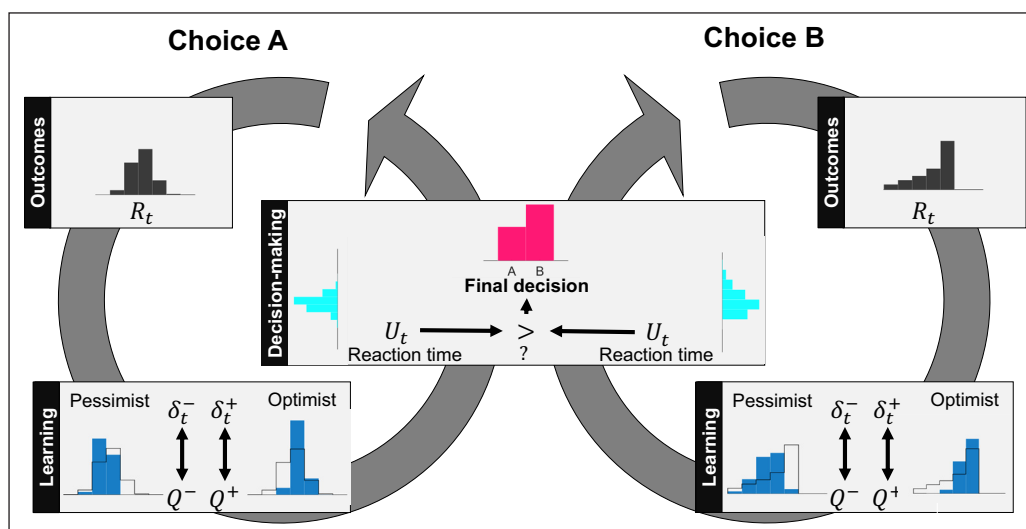 Choice A
Choice B
Outcomes
R_t
Outcomes
R_t
Decision-making
A B
Final decision
U_t > U_t
Reaction time ? Reaction time
Learning
Pessimist δ_t^- δ_t^+ Optimist
Q^- Q^+
Learning
Pessimist δ_t^- δ_t^+ Optimist
Q^- Q^+